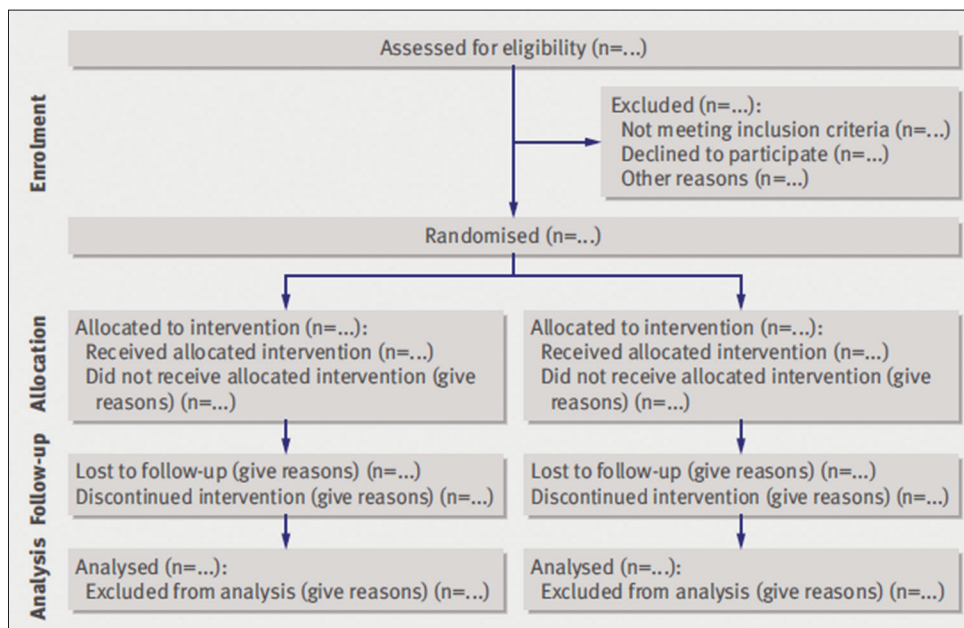 Assessed for eligibility (n=...)
Enrolment
Excluded (n=...):
Not meeting inclusion criteria (n=...)
Declined to participate (n=...)
Other reasons (n=...)
Randomised (n=...)
Allocation
Allocated to intervention (n=...):
Received allocated intervention (n=...)
Did not receive allocated intervention (give
reasons) (n=...)
Allocated to intervention (n=...):
Received allocated intervention (n=...)
Did not receive allocated intervention (give
reasons) (n=...)
Follow-up
Lost to follow-up (give reasons) (n=...)
Discontinued intervention (give reasons) (n=...)
Lost to follow-up (give reasons) (n=...)
Discontinued intervention (give reasons) (n=...)
Analysis
Analysed (n=...):
Excluded from analysis (give reasons) (n=...)
Analysed (n=...):
Excluded from analysis (give reasons) (n=...)